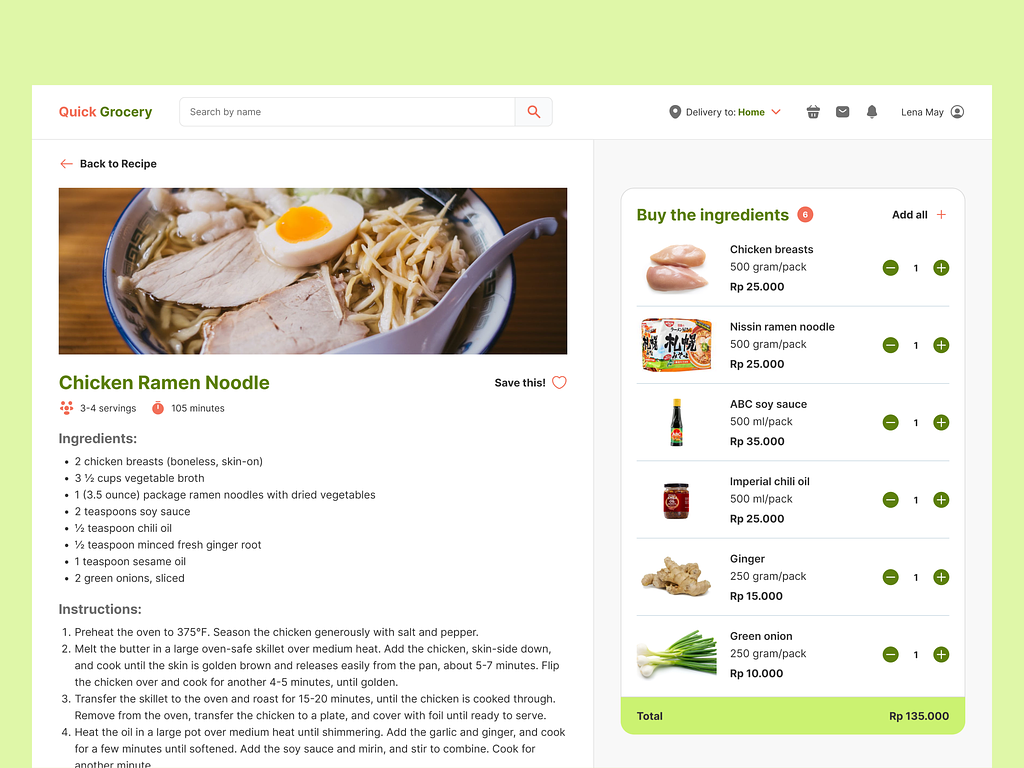 Quick Grocery
Search by name
Delivery to: Home
Lena May
Back to Recipe
Chicken Ramen Noodle
Save this!
3-4 servings
105 minutes
Ingredients:
• 2 chicken breasts (boneless, skin-on)
• 3 ½ cups vegetable broth
• 1 (3.5 ounce) package ramen noodles with dried vegetables
• 2 teaspoons soy sauce
• ½ teaspoon chili oil
• ½ teaspoon minced fresh ginger root
• 1 teaspoon sesame oil
• 2 green onions, sliced
Instructions:
1. Preheat the oven to 375°F. Season the chicken generously with salt and pepper.
2. Melt the butter in a large oven-safe skillet over medium heat. Add the chicken, skin-side down,
and cook until the skin is golden brown and releases easily from the pan, about 5-7 minutes. Flip
the chicken over and cook for another 4-5 minutes, until golden.
3. Transfer the skillet to the oven and roast for 15-20 minutes, until the chicken is cooked through.
Remove from the oven, transfer the chicken to a plate, and cover with foil until ready to serve.
4. Heat the oil in a large pot over medium heat until shimmering. Add the garlic and ginger, and cook
for a few minutes until softened. Add the soy sauce and mirin, and stir to combine. Cook for
another minute.
Buy the ingredients
6
Add all
Chicken breasts
500 gram/pack
Rp 25.000
1
札幌
Nissin ramen noodle
500 gram/pack
Rp 25.000
1
ABC
ABC soy sauce
500 ml/pack
Rp 35.000
1
Imperial chili oil
500 ml/pack
Rp 25.000
1
Ginger
250 gram/pack
Rp 15.000
1
Green onion
250 gram/pack
Rp 10.000
1
Total
Rp 135.000